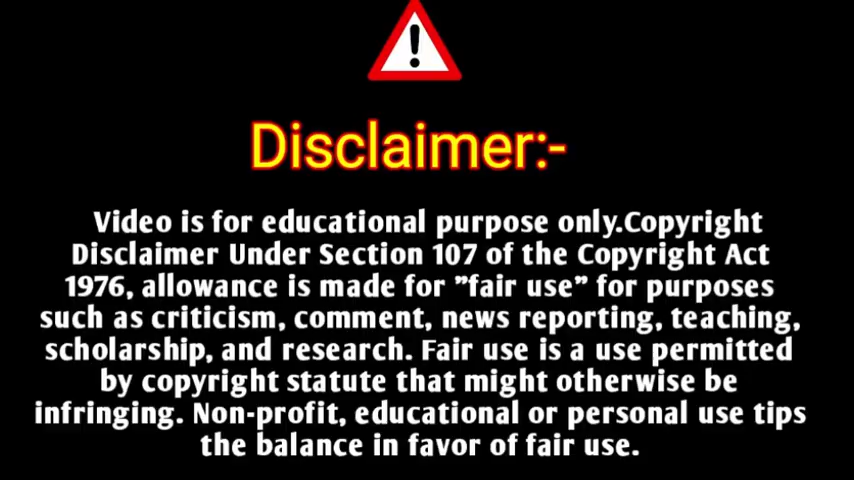 Disclaimer:-
Video is for educational purpose only.Copyright
Disclaimer Under Section 107 of the Copyright Act
1976, allowance is made for "fair use" for purposes
such as criticism, comment, news reporting, teaching,
scholarship, and research. Fair use is a use permitted
by copyright statute that might otherwise be
infringing. Non-profit, educational or personal use tips
the balance in favor of fair use.